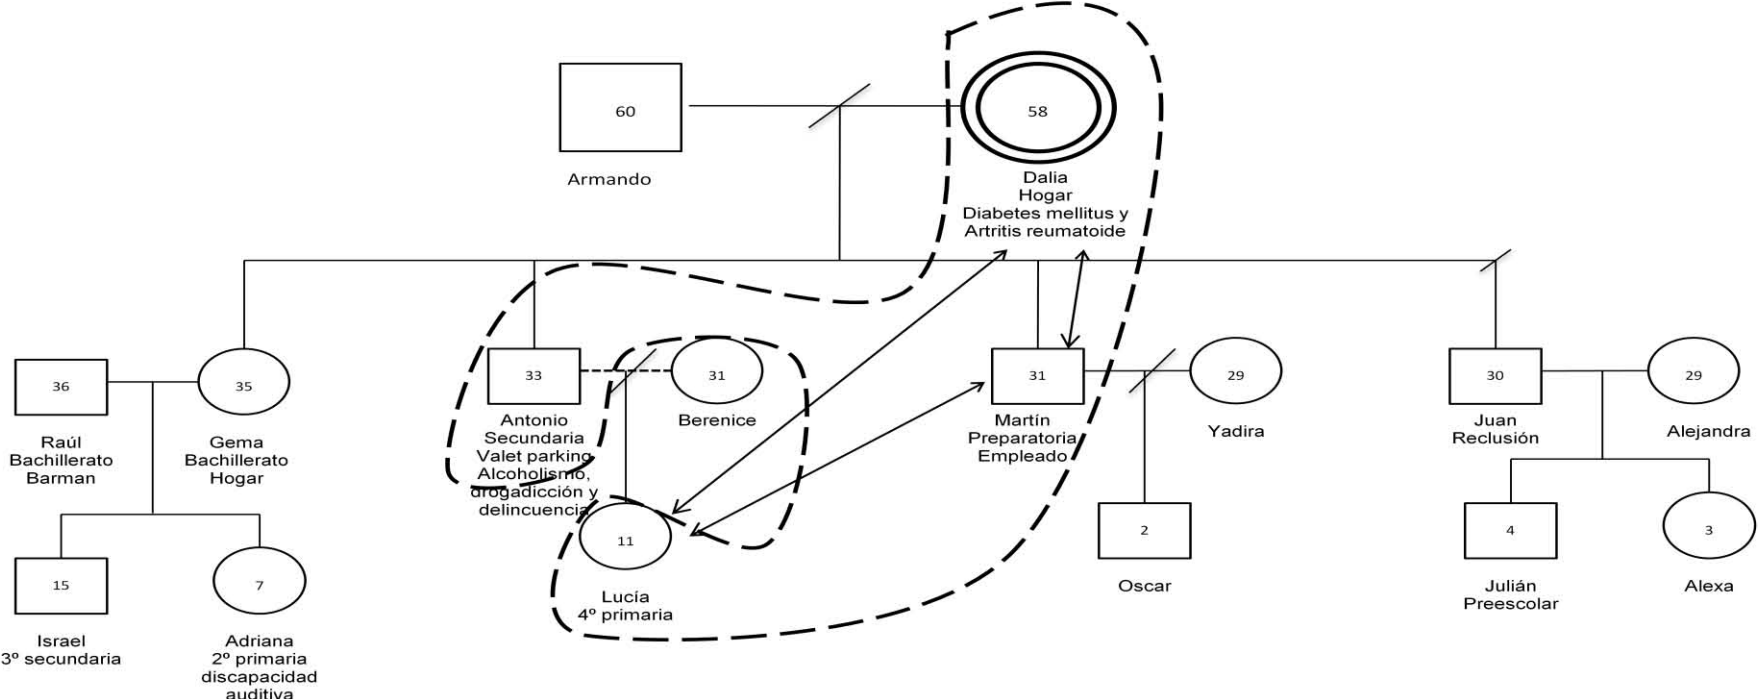 60
Armando
58
Dalia
Hogar
Diabetes mellitus y
Artritis reumatoide
36
Raúl
Bachillerato
Barman
35
Gema
Bachillerato
Hogar
33
Antonio
Secundaria
Valet parking
Alcoholismo,
drogadicción y
delincuencia
31
Berenice
31
Martín
Preparatoria
Empleado
29
Yadira
30
Juan
Reclusión
29
Alejandra
15
Israel
3º secundaria
7
Adriana
2º primaria
discapacidad
auditiva
11
Lucía
4º primaria
2
Oscar
4
Julián
Preescolar
3
Alexa